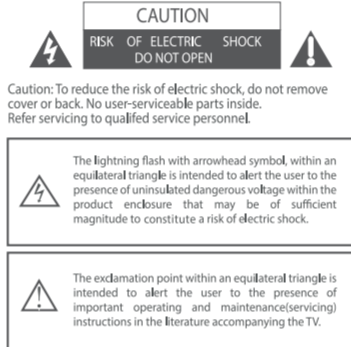 CAUTION
RISK OF ELECTRIC SHOCK
DO NOT OPEN
Caution: To reduce the risk of electric shock, do not remove
cover or back. No user-serviceable parts inside.
Refer servicing to qualifed service personnel.
The lightning flash with arrowhead symbol, within an
equilateral triangle is intended to alert the user to the
presence of uninsulated dangerous voltage within the
product enclosure that may be of sufficient
magnitude to constitute a risk of electric shock.
The exclamation point within an equilateral triangle is
intended to alert the user to the presence of
important operating and maintenance(servicing)
instructions in the literature accompanying the TV.